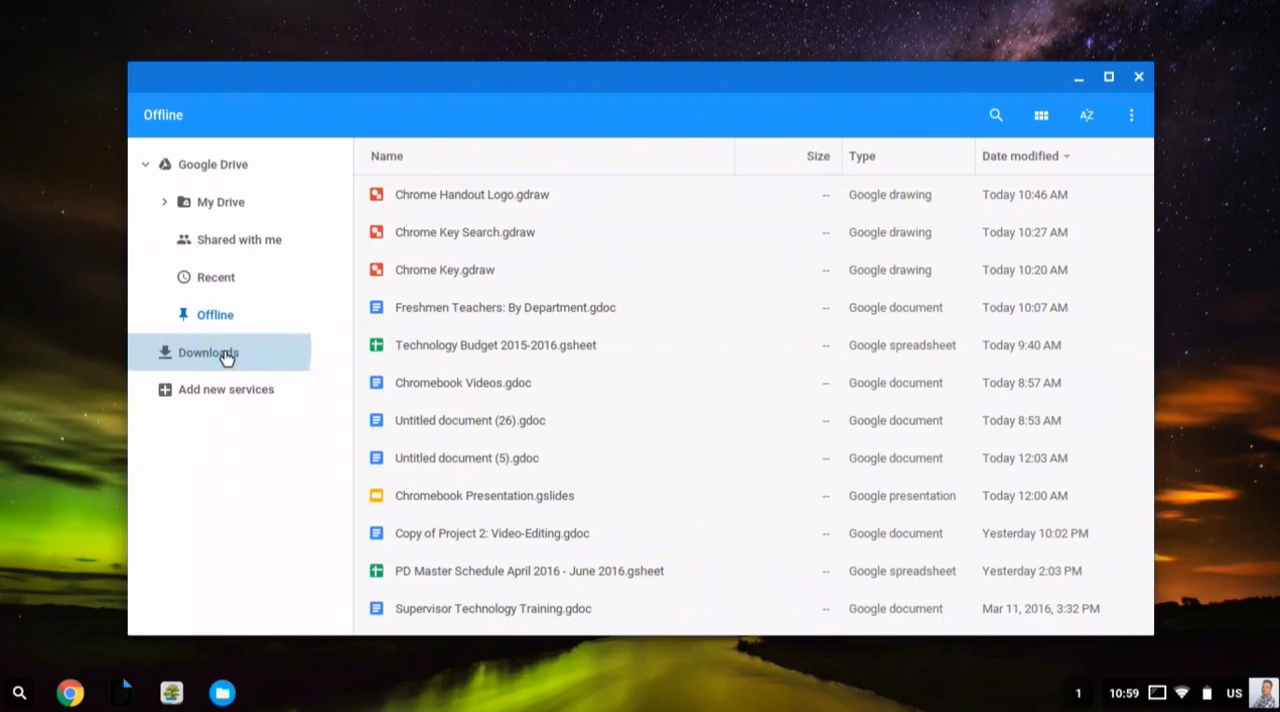 Offline
Google Drive
My Drive
Shared with me
Recent
Offline
Downloads
Add new services
Name Size Type Date modified
Chrome Handout Logo.gdraw -- Google drawing Today 10:46 AM
Chrome Key Search.gdraw -- Google drawing Today 10:27 AM
Chrome Key.gdraw -- Google drawing Today 10:20 AM
Freshmen Teachers: By Department.gdoc -- Google document Today 10:07 AM
Technology Budget 2015-2016.gsheet -- Google spreadsheet Today 9:40 AM
Chromebook Videos.gdoc -- Google document Today 8:57 AM
Untitled document (26).gdoc -- Google document Today 8:53 AM
Untitled document (5).gdoc -- Google document Today 12:03 AM
Chromebook Presentation.gslides -- Google presentation Today 12:00 AM
Copy of Project 2: Video-Editing.gdoc -- Google document Yesterday 10:02 PM
PD Master Schedule April 2016 - June 2016.gsheet -- Google spreadsheet Yesterday 2:03 PM
Supervisor Technology Training.gdoc -- Google document Mar 11, 2016, 3:32 PM
1 10:59 US